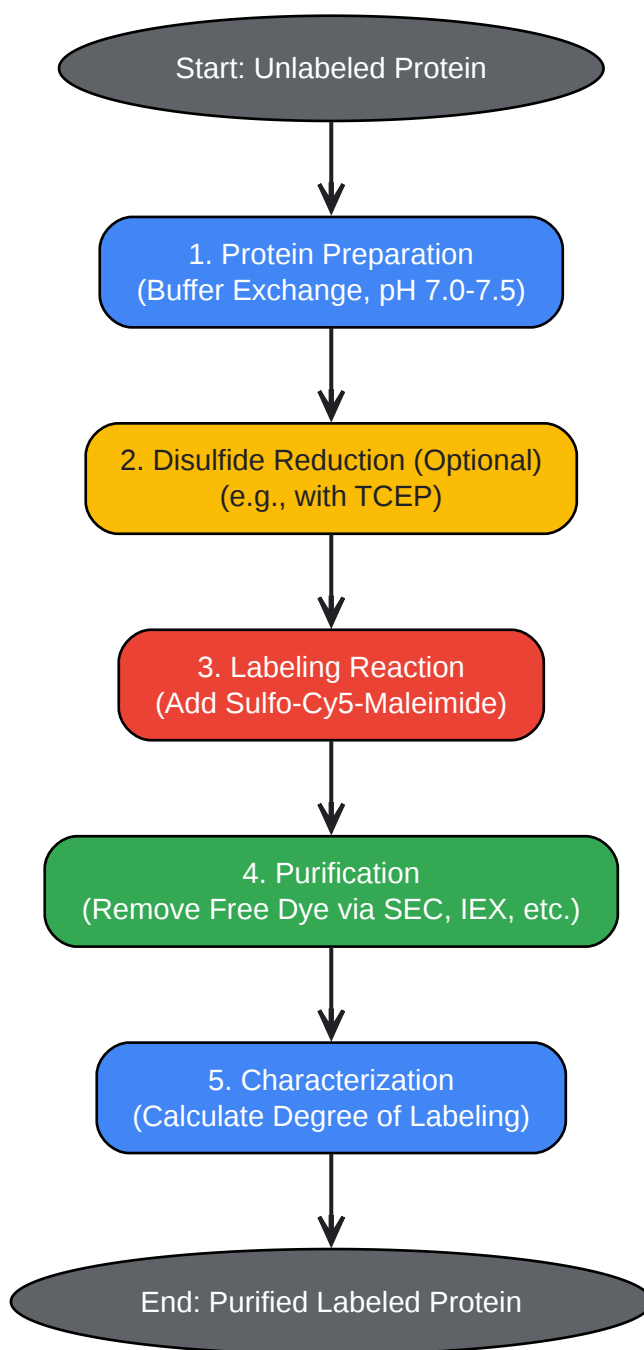 Start: Unlabeled Protein
1. Protein Preparation
(Buffer Exchange, pH 7.0-7.5)
2. Disulfide Reduction (Optional)
(e.g., with TCEP)
3. Labeling Reaction
(Add Sulfo-Cy5-Maleimide)
4. Purification
(Remove Free Dye via SEC, IEX, etc.)
5. Characterization
(Calculate Degree of Labeling)
End: Purified Labeled Protein